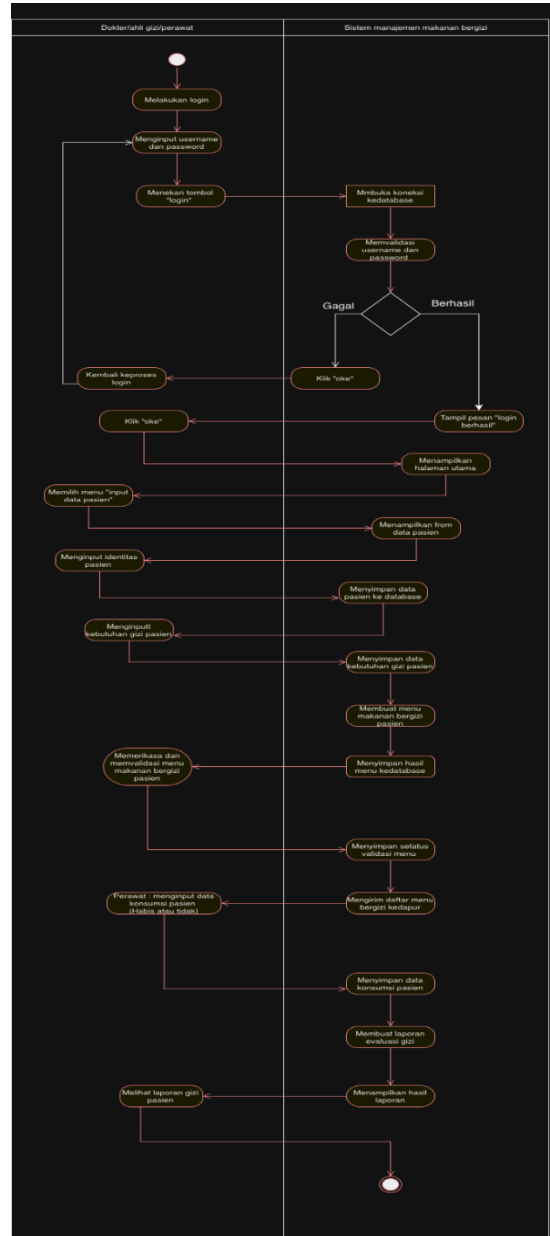 Dokter/ahli gizi/perawat
Sistem manajemen makanan bergizi
Melakukan login
Menginput username
dan password
Menekan tombol
"login"
Mmbuka koneksi
kedatabase
Memvalidasi
username dan
password
Gagal
Berhasil
Kembali keproses
login
Klik "oke"
Tampil pesan "login
berhasil"
Klik "oke"
Menampilkan
halaman utama
Memilih menu "input
data pasien"
Menampilkan from
data pasien
Menginput identitas
pasien
Menyimpan data
pasien ke database
Menginputt
kebutuhan gizi pasien
Menyimpan data
kebutuhan gizi pasien
Membuat menu
makanan bergizi
pasien
Memerikasa dan
memvalidasi menu
makanan bergizi
pasien
Menyimpan hasil
menu kedatabase
Menyimpan setatus
validasi menu
Perawat : menginput data
konsumsi pasien
(Habis atau tidak)
Mengirim daftar menu
bergizi kedapur
Menyimpan data
konsumsi pasien
Membuat laporan
evaluasi gizi
Melihat laporan gizi
pasien
Menampilkan hasil
laporan